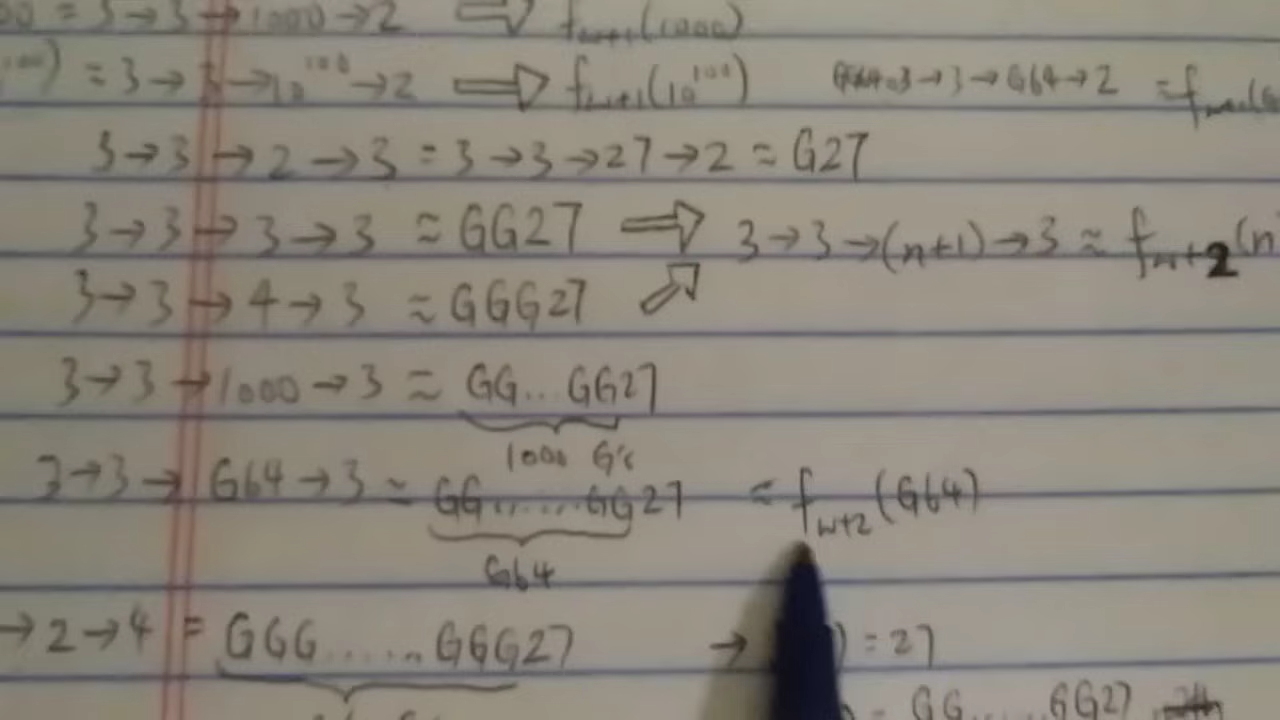 00 = 3→3→1000→2 ⇒ fω+1(1000)
100) ≈ 3→3→10^100→2 ⇒ fω+1(10^100) 3→3→G64→2 ≈ f
3→3→2→3 = 3→3→27→2 ≈ G27
3→3→3→3 ≈ GG27 ⇒ 3→3→(n+1)→3 ≈ fω+2(n
3→3→4→3 ≈ GGG27
3→3→1000→3 ≈ GG...GG27
1000 G's
3→3→G64→3 ≈ GG......GG27 ≈ fω+2(G64)
G64
→2→4 = GGG......GGG27 → ) = 27
GG......GG27